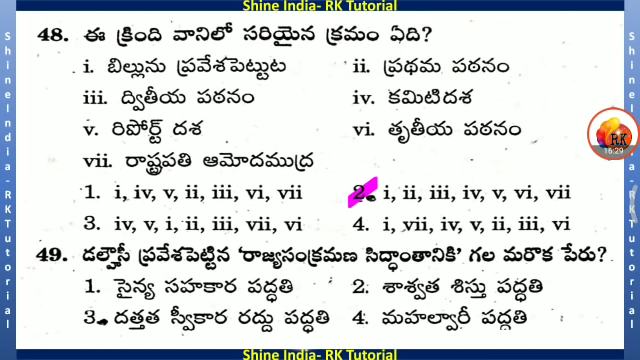 Shine India- RK Tutorial
48. ఈ క్రింది వానిలో సరియైన క్రమం ఏది?
i. బిల్లును ప్రవేశపెట్టుట ii. ప్రథమ పఠనం
iii. ద్వితీయ పఠనం iv. కమిటిదశ
v. రిపోర్ట్ దశ vi. తృతీయ పఠనం
vii. రాష్ట్రపతి ఆమోదముద్ర
1. i, iv, v, ii, iii, vi, vii 2. i, ii, iii, iv, v, vi, vii
3. iv, v, i, ii, iii, vii, vi 4. i, vii, iv, v, ii, iii, vi
49. డల్హౌసీ ప్రవేశపెట్టిన 'రాజ్యసంక్రమణ సిద్ధాంతానికి' గల మరొక పేరు?
1. సైన్య సహకార పద్ధతి 2. శాశ్వత శిస్తు పద్ధతి
3. దత్తత స్వీకార రద్దు పద్ధతి 4. మహల్వారీ పద్ధతి
Shine India- RK Tutorial
Shine India- RK Tutorial
Shine India- RK Tutorial
RK
16:29